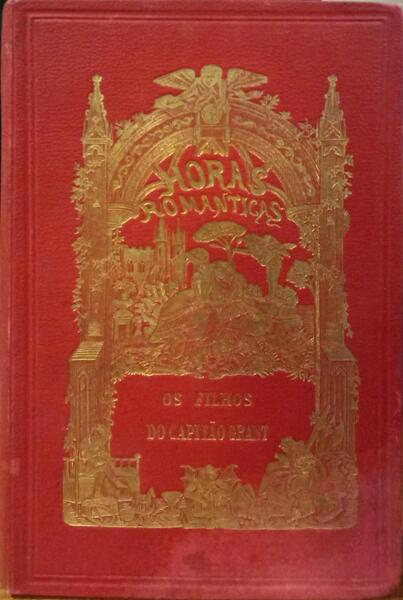 HORAS
ROMANTICAS
OS FILHOS
DO CAPITÃO GRANT